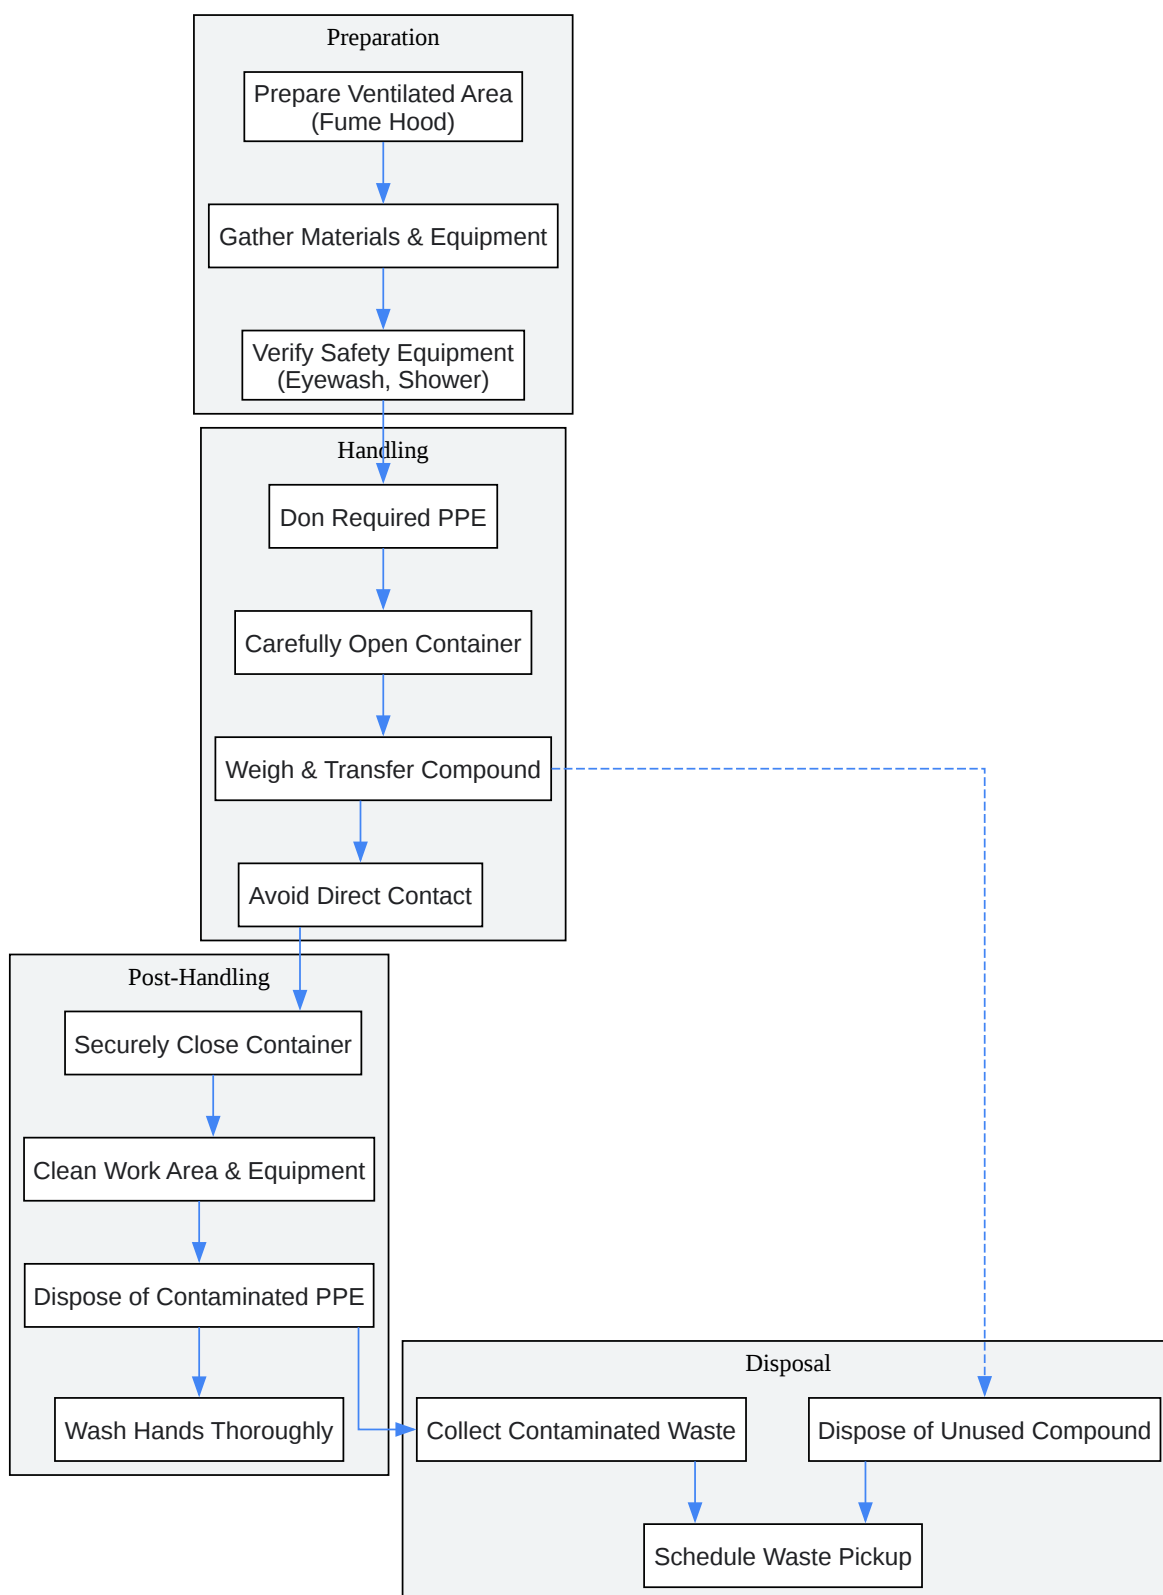 Preparation
Prepare Ventilated Area
(Fume Hood)
Gather Materials & Equipment
Verify Safety Equipment
(Eyewash, Shower)
Handling
Don Required PPE
Carefully Open Container
Weigh & Transfer Compound
Avoid Direct Contact
Post-Handling
Securely Close Container
Clean Work Area & Equipment
Dispose of Contaminated PPE
Wash Hands Thoroughly
Disposal
Collect Contaminated Waste
Dispose of Unused Compound
Schedule Waste Pickup